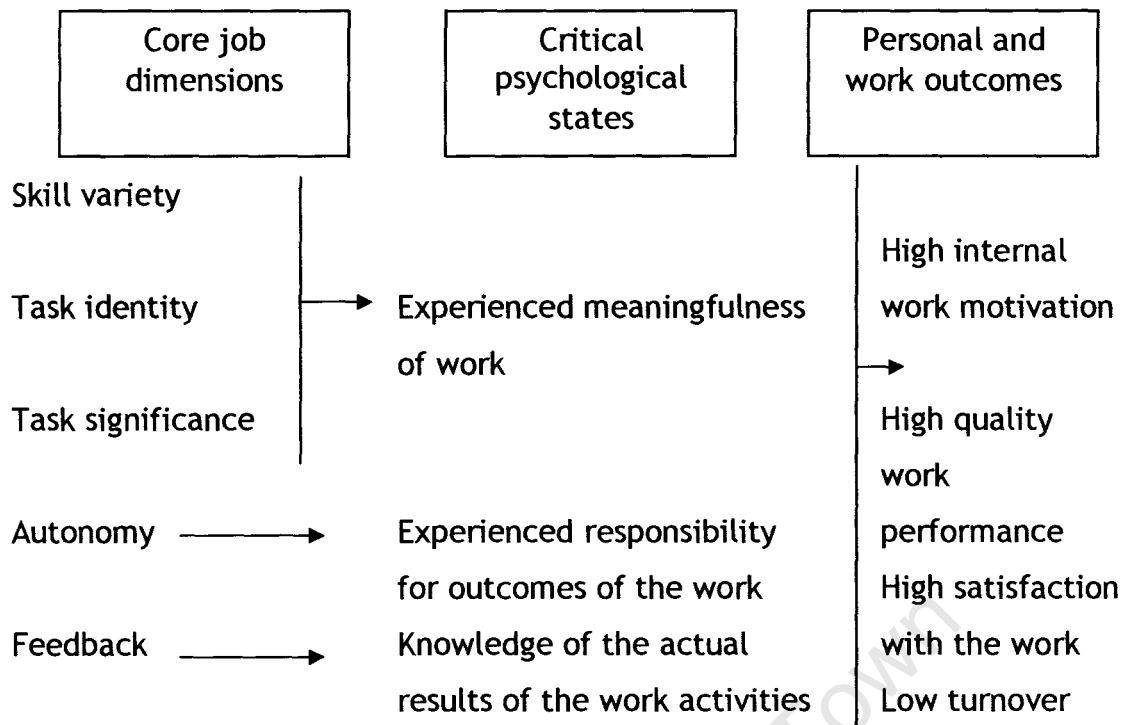 Core job
dimensions
Critical
psychological
states
Personal and
work outcomes
Skill variety
Task identity
Task significance
Autonomy
Feedback
Experienced meaningfulness
of work
Experienced responsibility
for outcomes of the work
Knowledge of the actual
results of the work activities
High internal
work motivation
High quality
work
performance
High satisfaction
with the work
Low turnover
Town